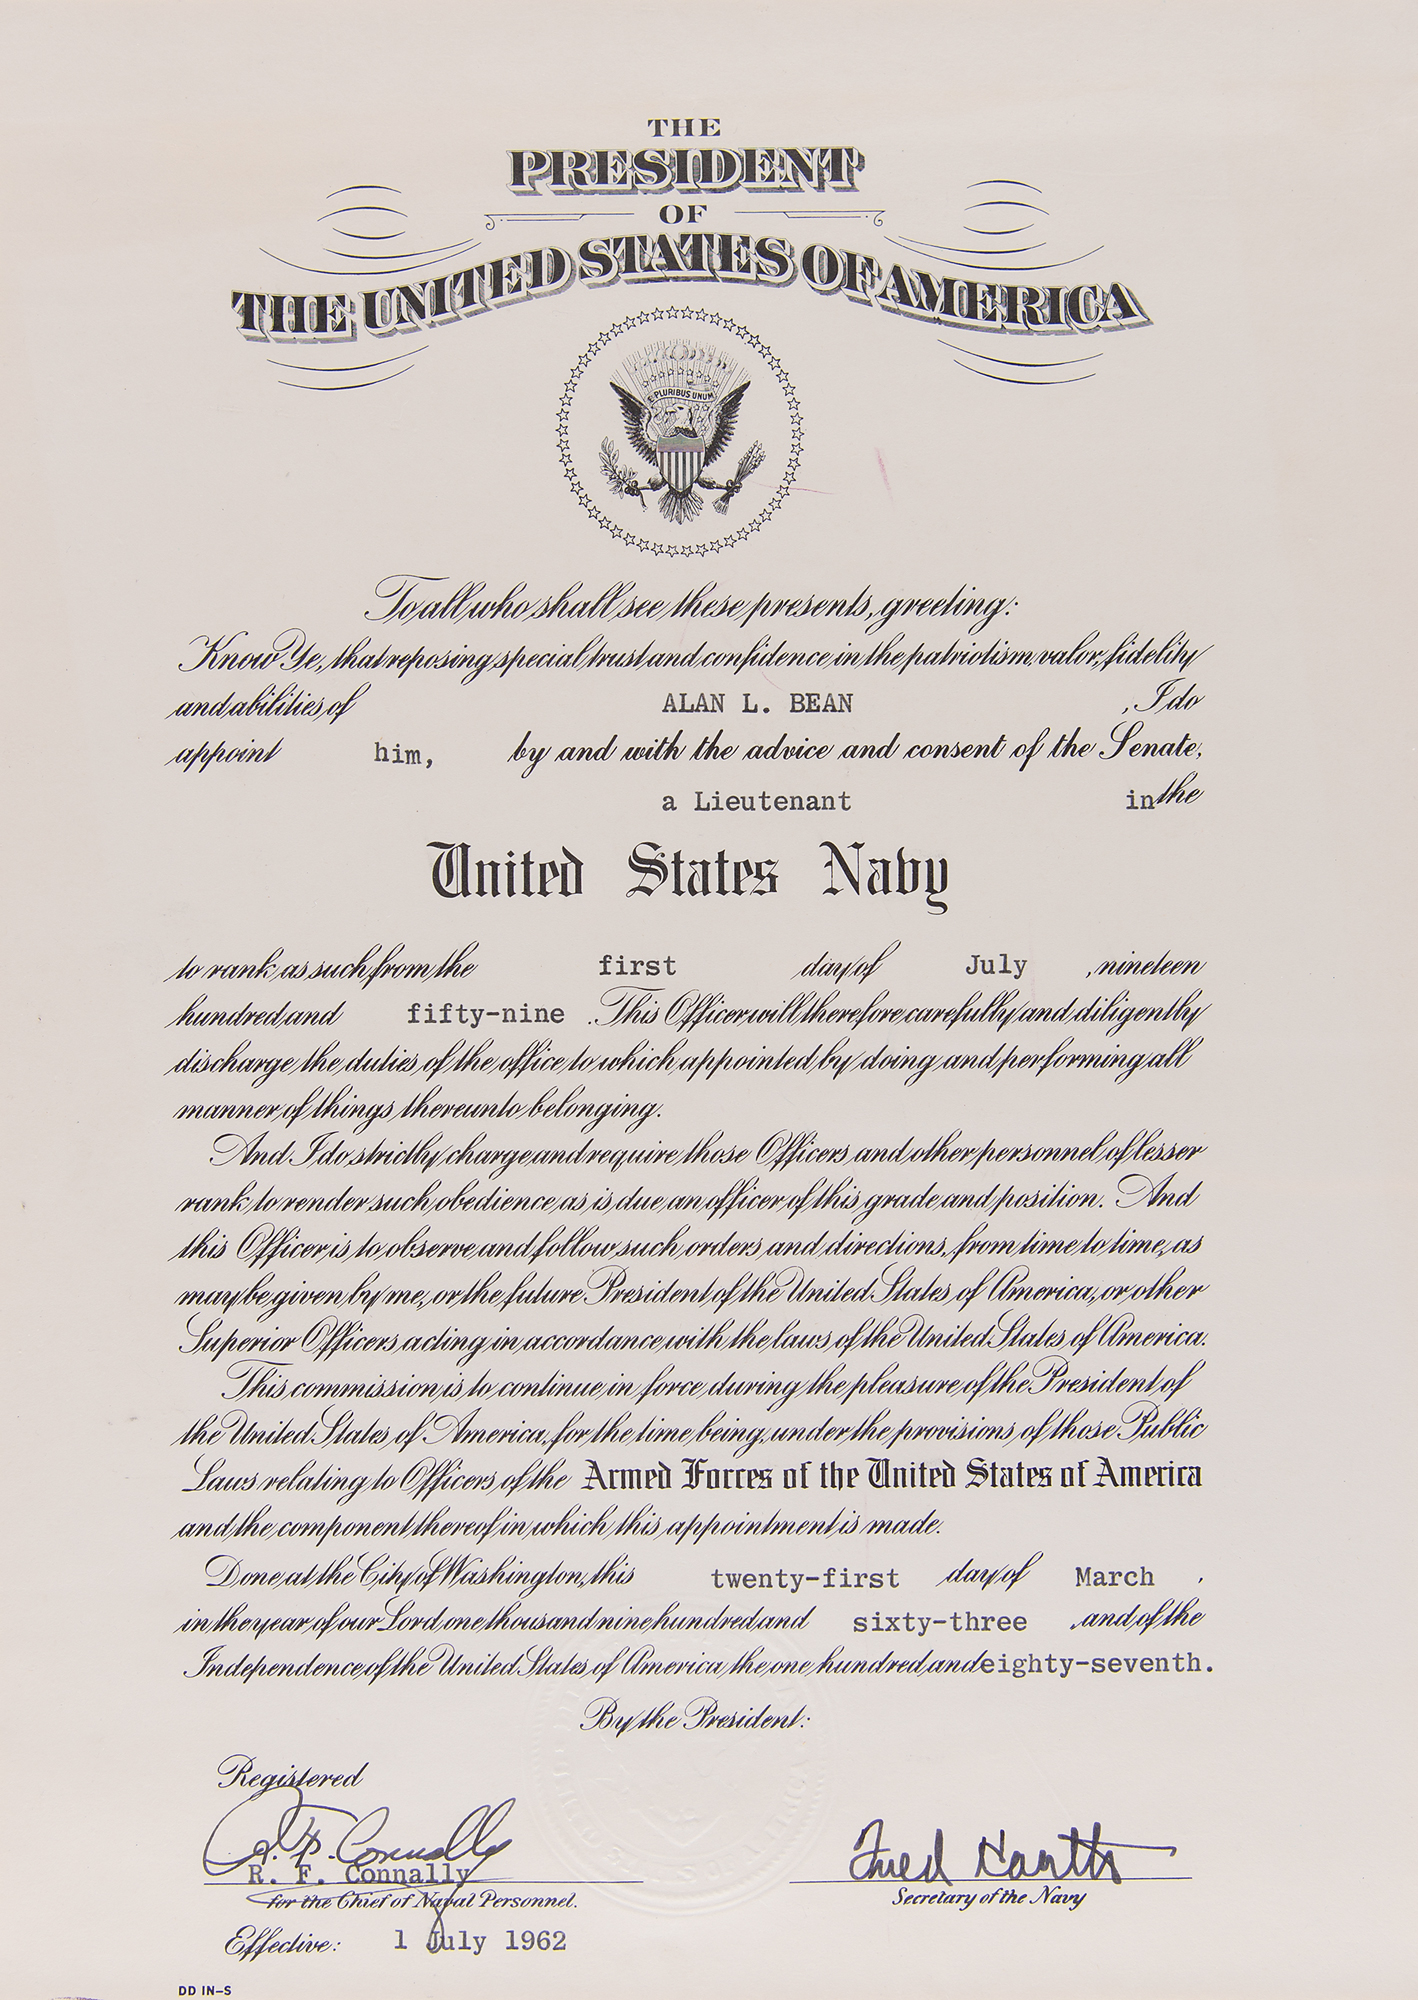 THE
PRESIDENT
OF
THE UNITED STATES OF AMERICA
E PLURIBUS UNUM
To all who shall see these presents, greeting:
Know Ye, that reposing special trust and confidence in the patriotism, valor, fidelity
and abilities of ALAN L. BEAN , I do
appoint him, by and with the advice and consent of the Senate,
a Lieutenant in the
United States Navy
to rank as such from the first day of July , nineteen
hundred and fifty-nine . This Officer will therefore carefully and diligently
discharge the duties of the office to which appointed by doing and performing all
manner of things thereunto belonging.
And I do strictly charge and require those Officers and other personnel of lesser
rank to render such obedience as is due an officer of this grade and position. And
this Officer is to observe and follow such orders and directions, from time to time, as
may be given by me, or the future President of the United States of America, or other
Superior Officers acting in accordance with the laws of the United States of America.
This commission is to continue in force during the pleasure of the President of
the United States of America, for the time being, under the provisions of those Public
Laws relating to Officers of the Armed Forces of the United States of America
and the component thereof in which this appointment is made.
Done at the City of Washington, this twenty-first day of March ,
in the year of our Lord one thousand nine hundred and sixty-three , and of the
Independence of the United States of America the one hundred and eighty-seventh.
By the President:
Registered
R. F. Connally Fred Korth
R. F. Connally
for the Chief of Naval Personnel. Secretary of the Navy
Effective: 1 July 1962
DD IN-S